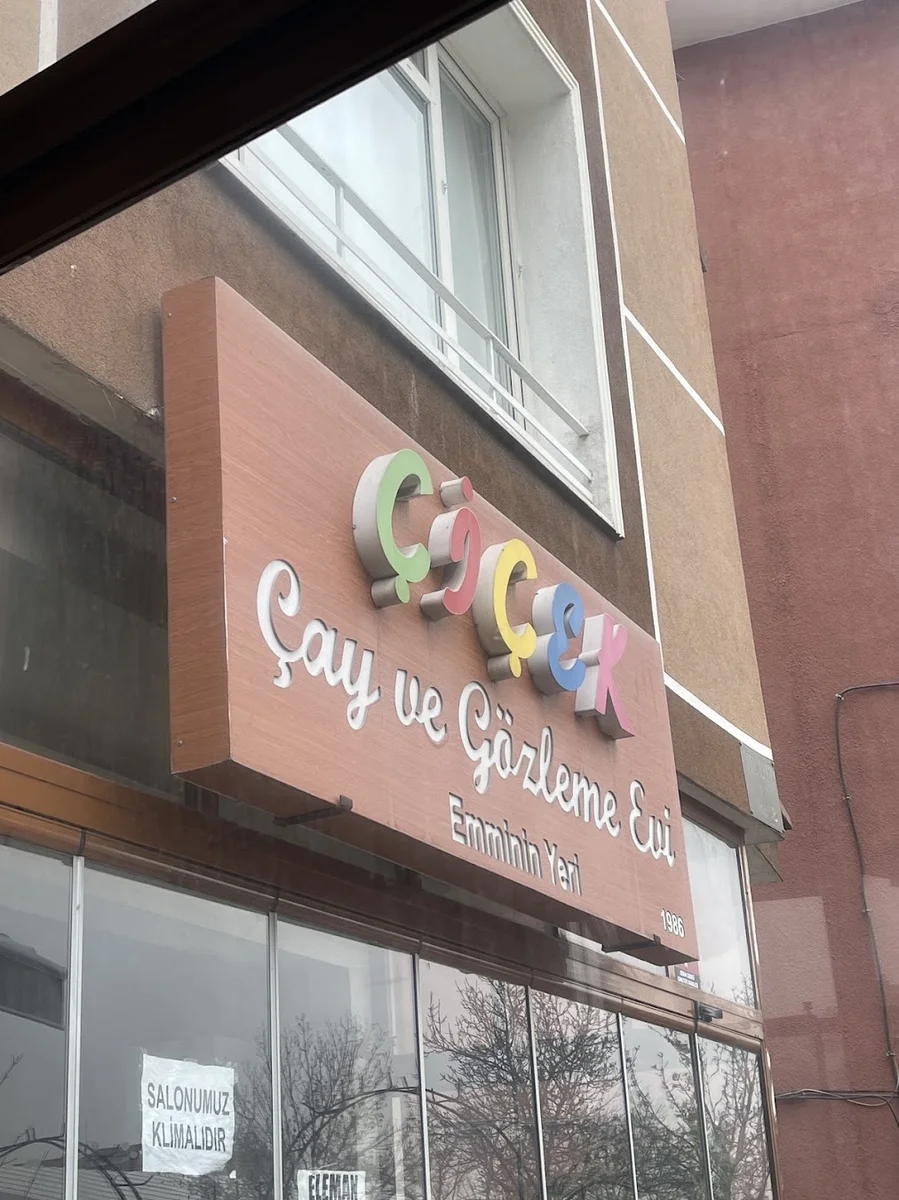 ÇİÇEK
Çay ve Gözleme Evi
Emminin Yeri
1986
SALONUMUZ
KLİMALIDIR
ELEMAN